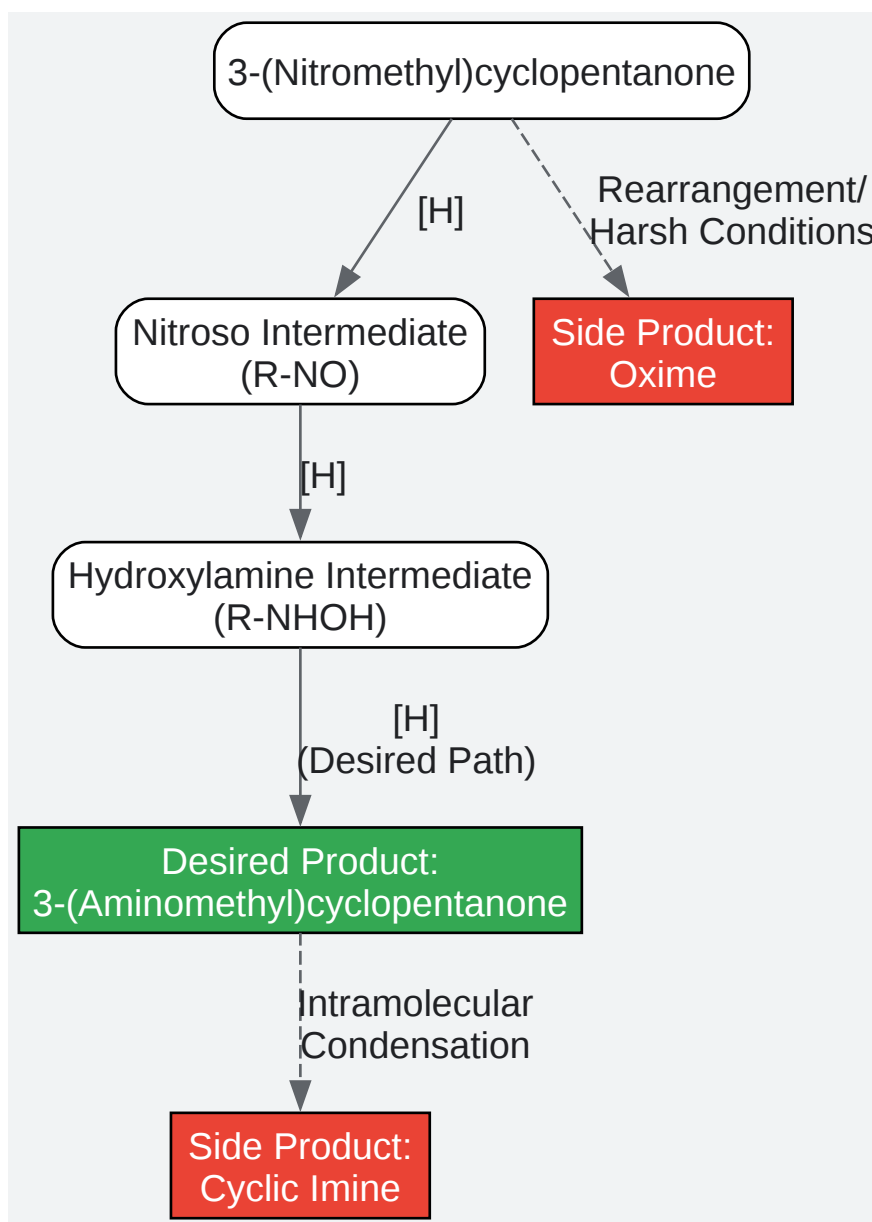 3-(Nitromethyl)cyclopentanone
[H]
Rearrangement/
Harsh Conditions
Nitroso Intermediate
(R-NO)
Side Product:
Oxime
[H]
Hydroxylamine Intermediate
(R-NHOH)
[H]
(Desired Path)
Desired Product:
3-(Aminomethyl)cyclopentanone
Intramolecular
Condensation
Side Product:
Cyclic Imine